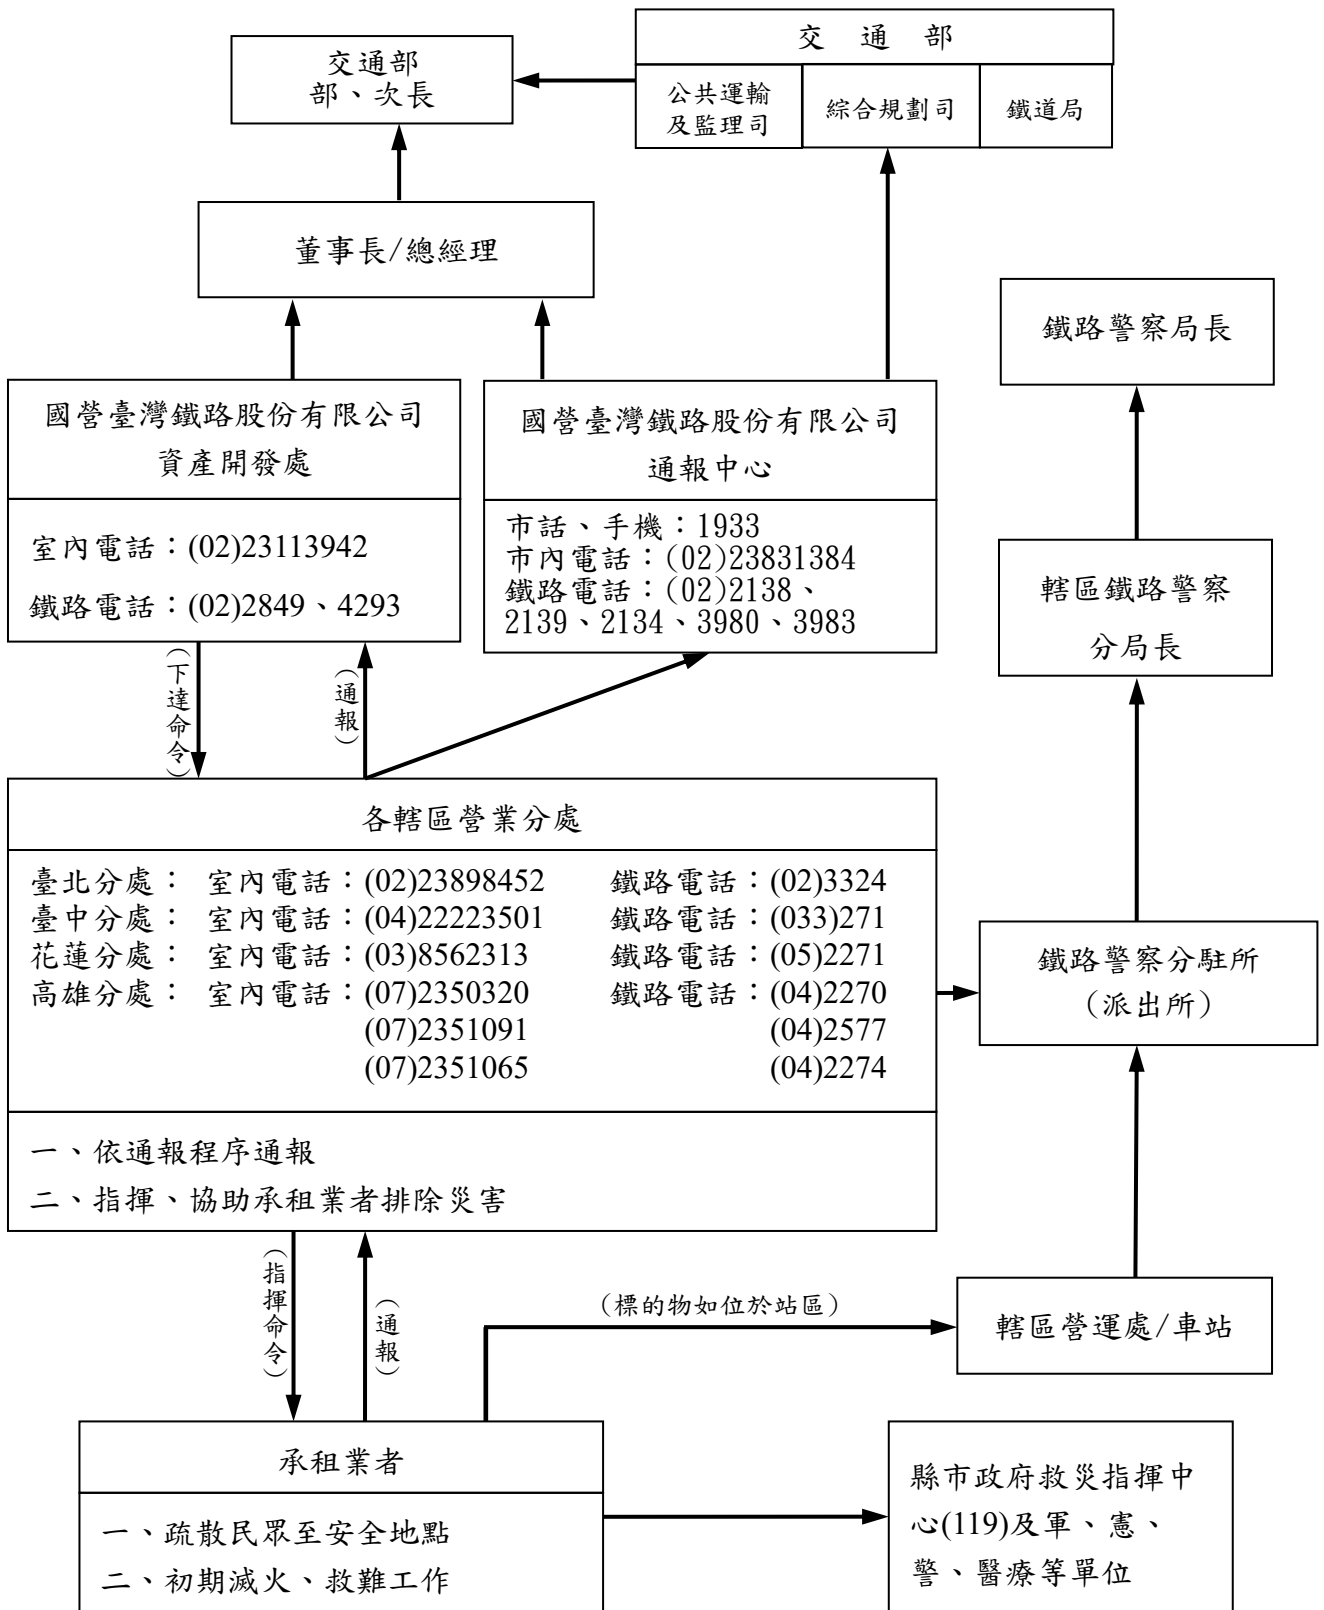 交通部
公共運輸
及監理司
綜合規劃司
鐵道局
交通部
部、次長
董事長/總經理
鐵路警察局長
國營臺灣鐵路股份有限公司
資產開發處
室內電話：(02)23113942
鐵路電話：(02)2849、4293
國營臺灣鐵路股份有限公司
通報中心
市話、手機：1933
市內電話：(02)23831384
鐵路電話：(02)2138、
2139、2134、3980、3983
轄區鐵路警察
分局長
(下達命令)
(通報)
各轄區營業分處
臺北分處： 室內電話：(02)23898452 鐵路電話：(02)3324
臺中分處： 室內電話：(04)22223501 鐵路電話：(033)271
花蓮分處： 室內電話：(03)8562313 鐵路電話：(05)2271
高雄分處： 室內電話：(07)2350320 鐵路電話：(04)2270
(07)2351091 (04)2577
(07)2351065 (04)2274
一、依通報程序通報
二、指揮、協助承租業者排除災害
鐵路警察分駐所
(派出所)
(指揮命令)
(通報)
(標的物如位於站區)
轄區營運處/車站
承租業者
一、疏散民眾至安全地點
二、初期滅火、救難工作
縣市政府救災指揮中
心(119)及軍、憲、
警、醫療等單位